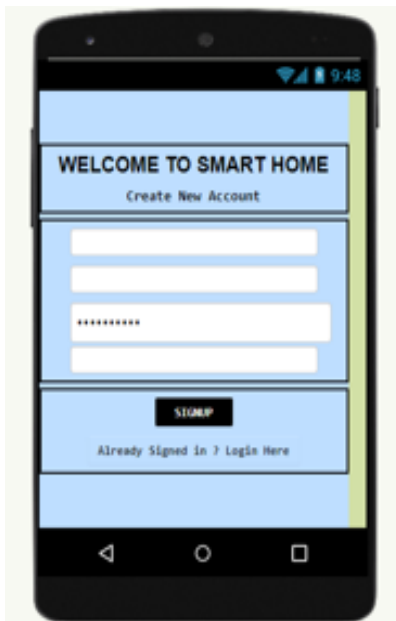 9:48
WELCOME TO SMART HOME
Create New Account
••••••••••
SIGNUP
Already Signed in ? Login Here